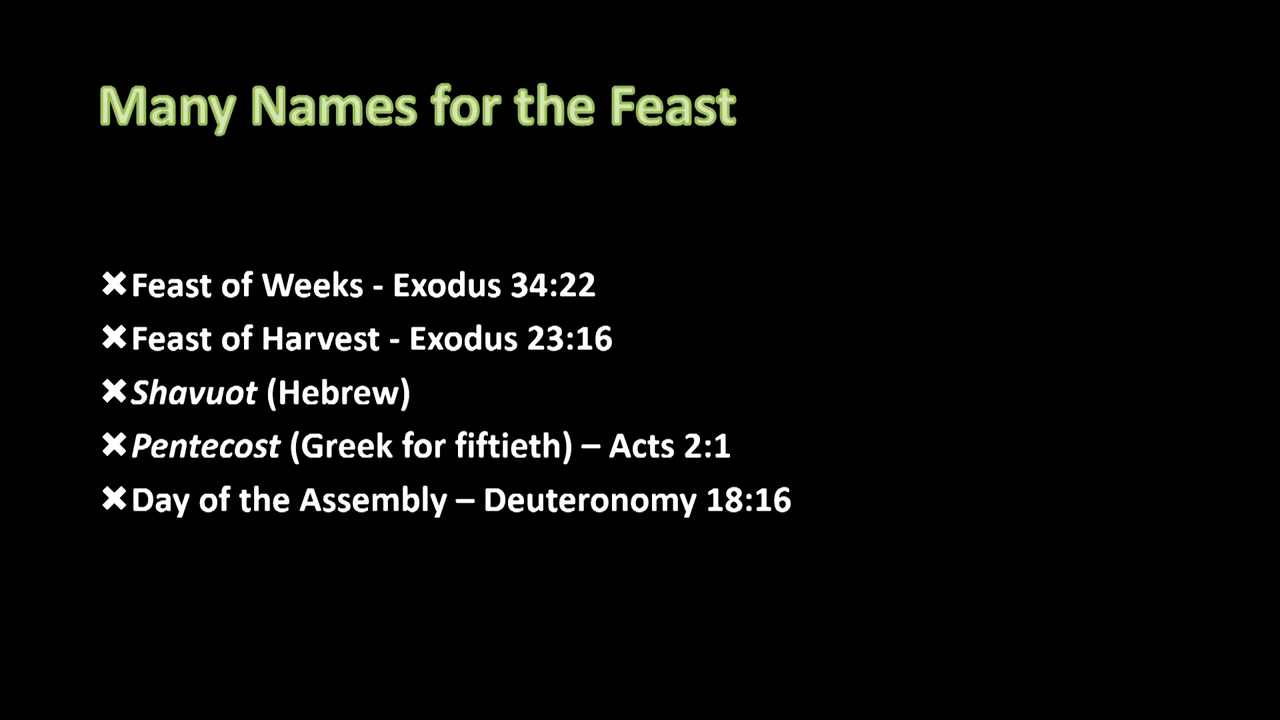 Many Names for the Feast
✖Feast of Weeks - Exodus 34:22
✖Feast of Harvest - Exodus 23:16
✖Shavuot (Hebrew)
✖Pentecost (Greek for fiftieth) – Acts 2:1
✖Day of the Assembly – Deuteronomy 18:16